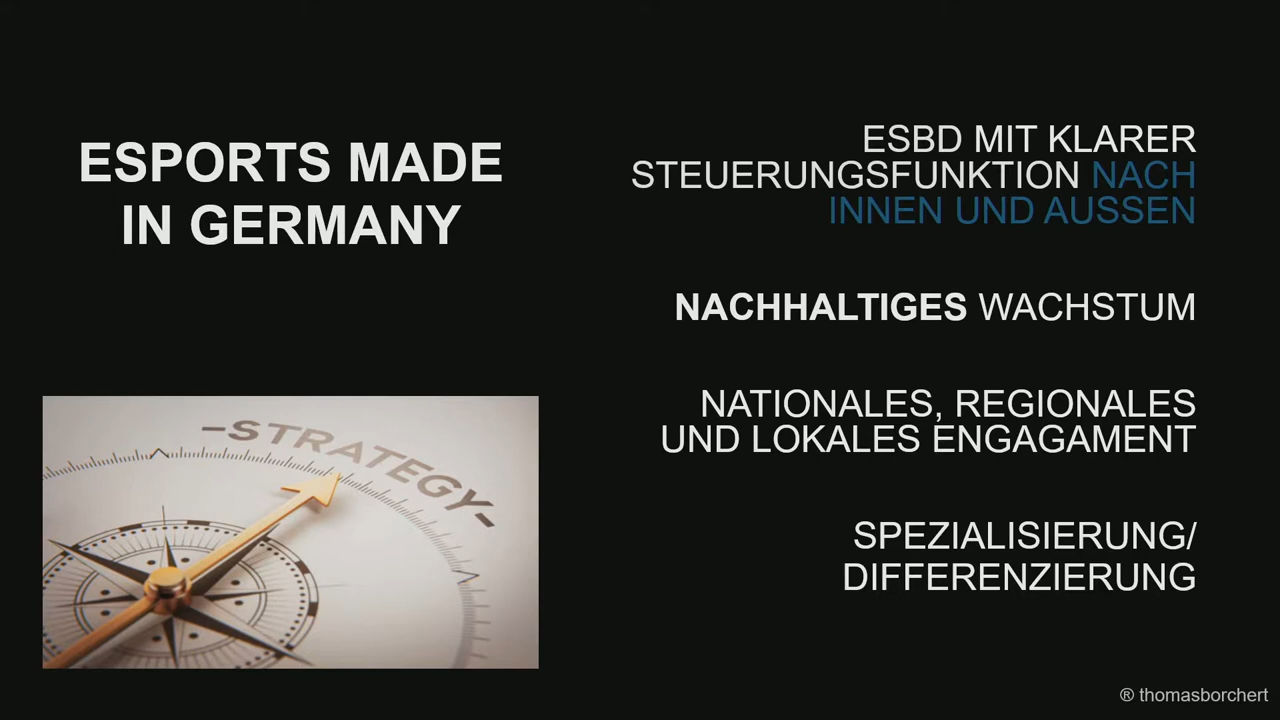 ESPORTS MADE
IN GERMANY
-STRATEGY-
ESBD MIT KLARER
STEUERUNGSFUNKTION NACH
INNEN UND AUSSEN
NACHHALTIGES WACHSTUM
NATIONALES, REGIONALES
UND LOKALES ENGAGAMENT
SPEZIALISIERUNG/
DIFFERENZIERUNG
® thomasborchert